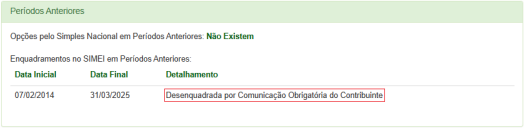 Períodos Anteriores
Opções pelo Simples Nacional em Períodos Anteriores: Não Existem
Enquadramentos no SIMEI em Períodos Anteriores:
Data Inicial Data Final Detalhamento
07/02/2014 31/03/2025 Desenquadrada por Comunicação Obrigatória do Contribuinte